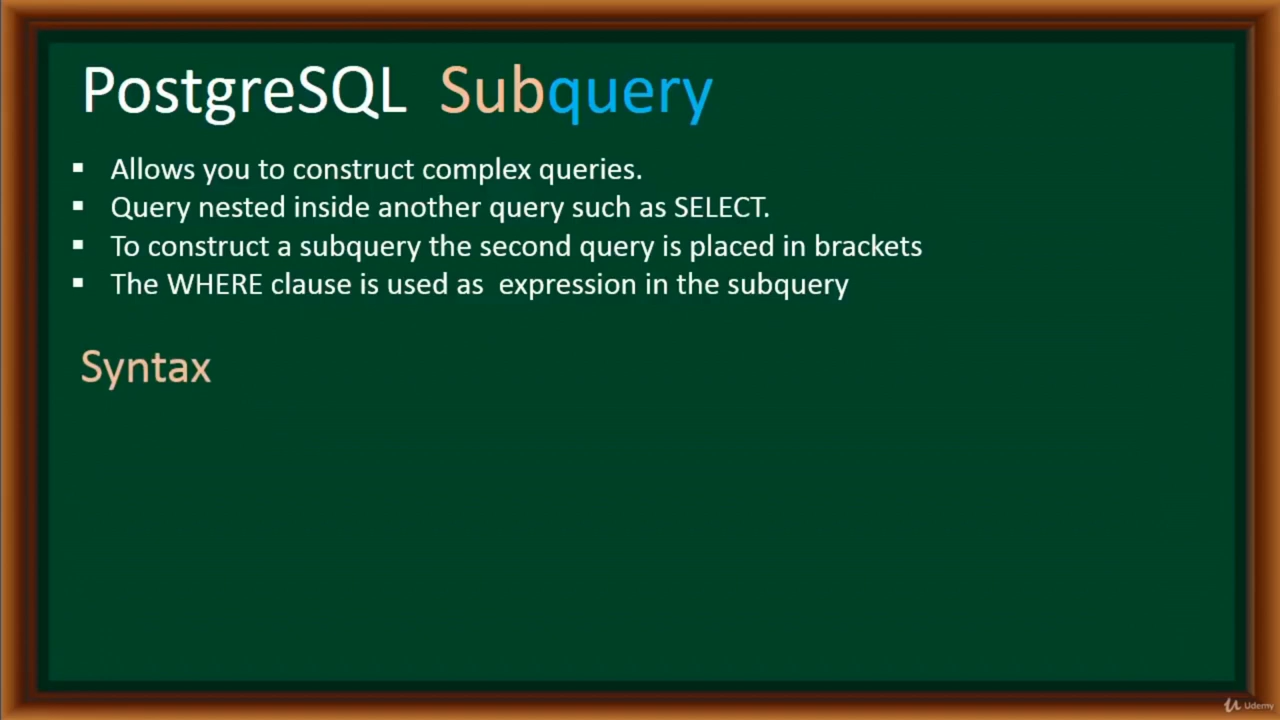 PostgreSQL Subquery
▪ Allows you to construct complex queries.
▪ Query nested inside another query such as SELECT.
▪ To construct a subquery the second query is placed in brackets
▪ The WHERE clause is used as expression in the subquery
Syntax
Udemy